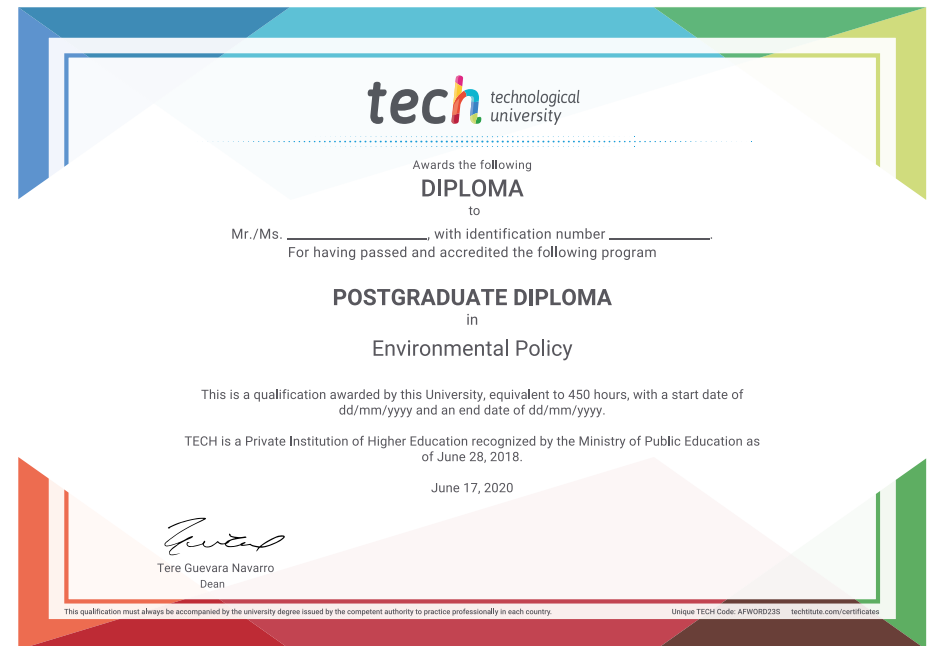 tech technological
university
Awards the following
DIPLOMA
to
Mr./Ms. ____________________, with identification number ______________.
For having passed and accredited the following program
POSTGRADUATE DIPLOMA
in
Environmental Policy
This is a qualification awarded by this University, equivalent to 450 hours, with a start date of
dd/mm/yyyy and an end date of dd/mm/yyyy.
TECH is a Private Institution of Higher Education recognized by the Ministry of Public Education as
of June 28, 2018.
June 17, 2020
Tere Guevara Navarro
Dean
This qualification must always be accompanied by the university degree issued by the competent authority to practice professionally in each country. Unique TECH Code: AFWORD23S techtitute.com/certificates